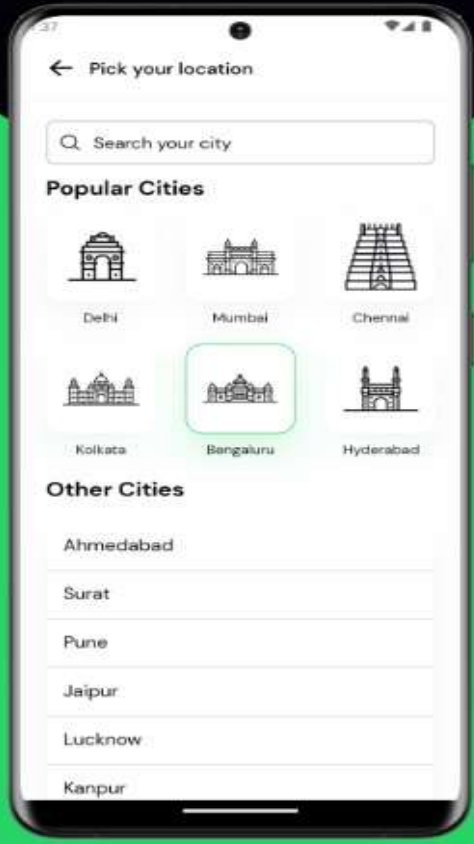 :37
Pick your location
Search your city
Popular Cities
Delhi Mumbai Chennai
Kolkata Bengaluru Hyderabad
Other Cities
Ahmedabad
Surat
Pune
Jaipur
Lucknow
Kanpur